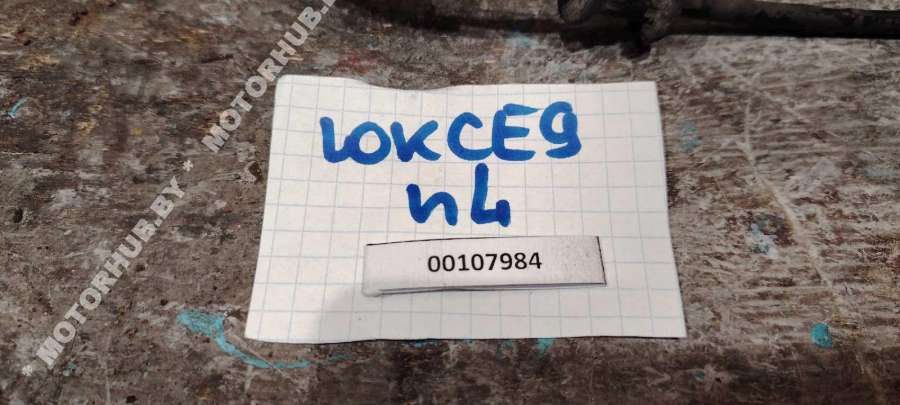 * MOTORHUB.BY * MOTORHUB.BY
10KCE9
n4
00107984